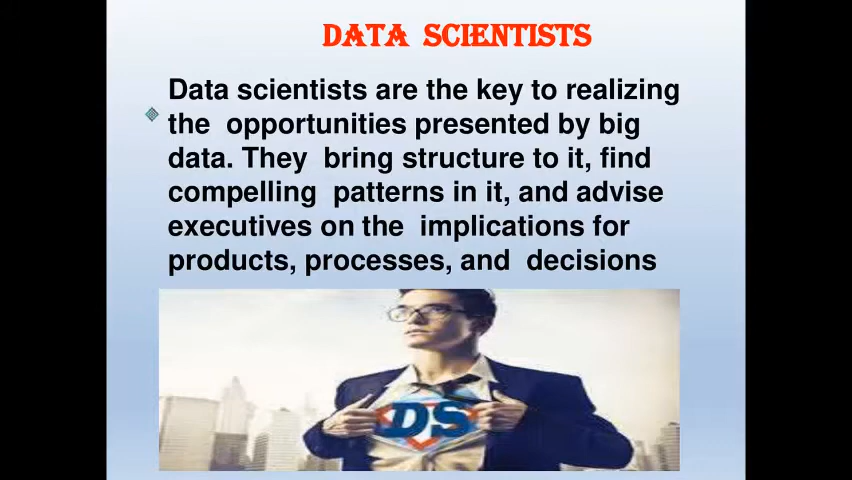 DATA SCIENTISTS
Data scientists are the key to realizing
the opportunities presented by big
data. They bring structure to it, find
compelling patterns in it, and advise
executives on the implications for
products, processes, and decisions
DS